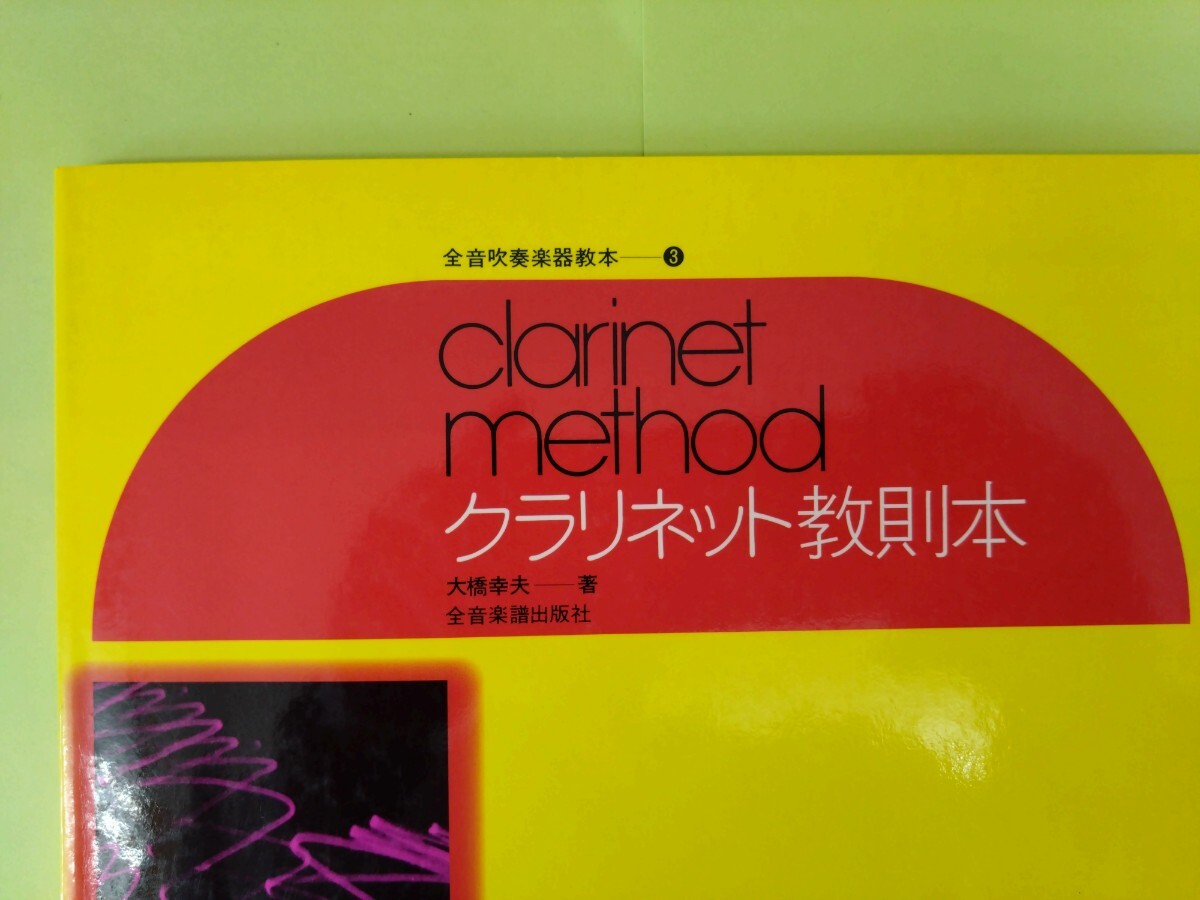 全音吹奏楽器教本――❸
clarinet
method
クラリネット教則本
大橋幸夫――著
全音楽譜出版社